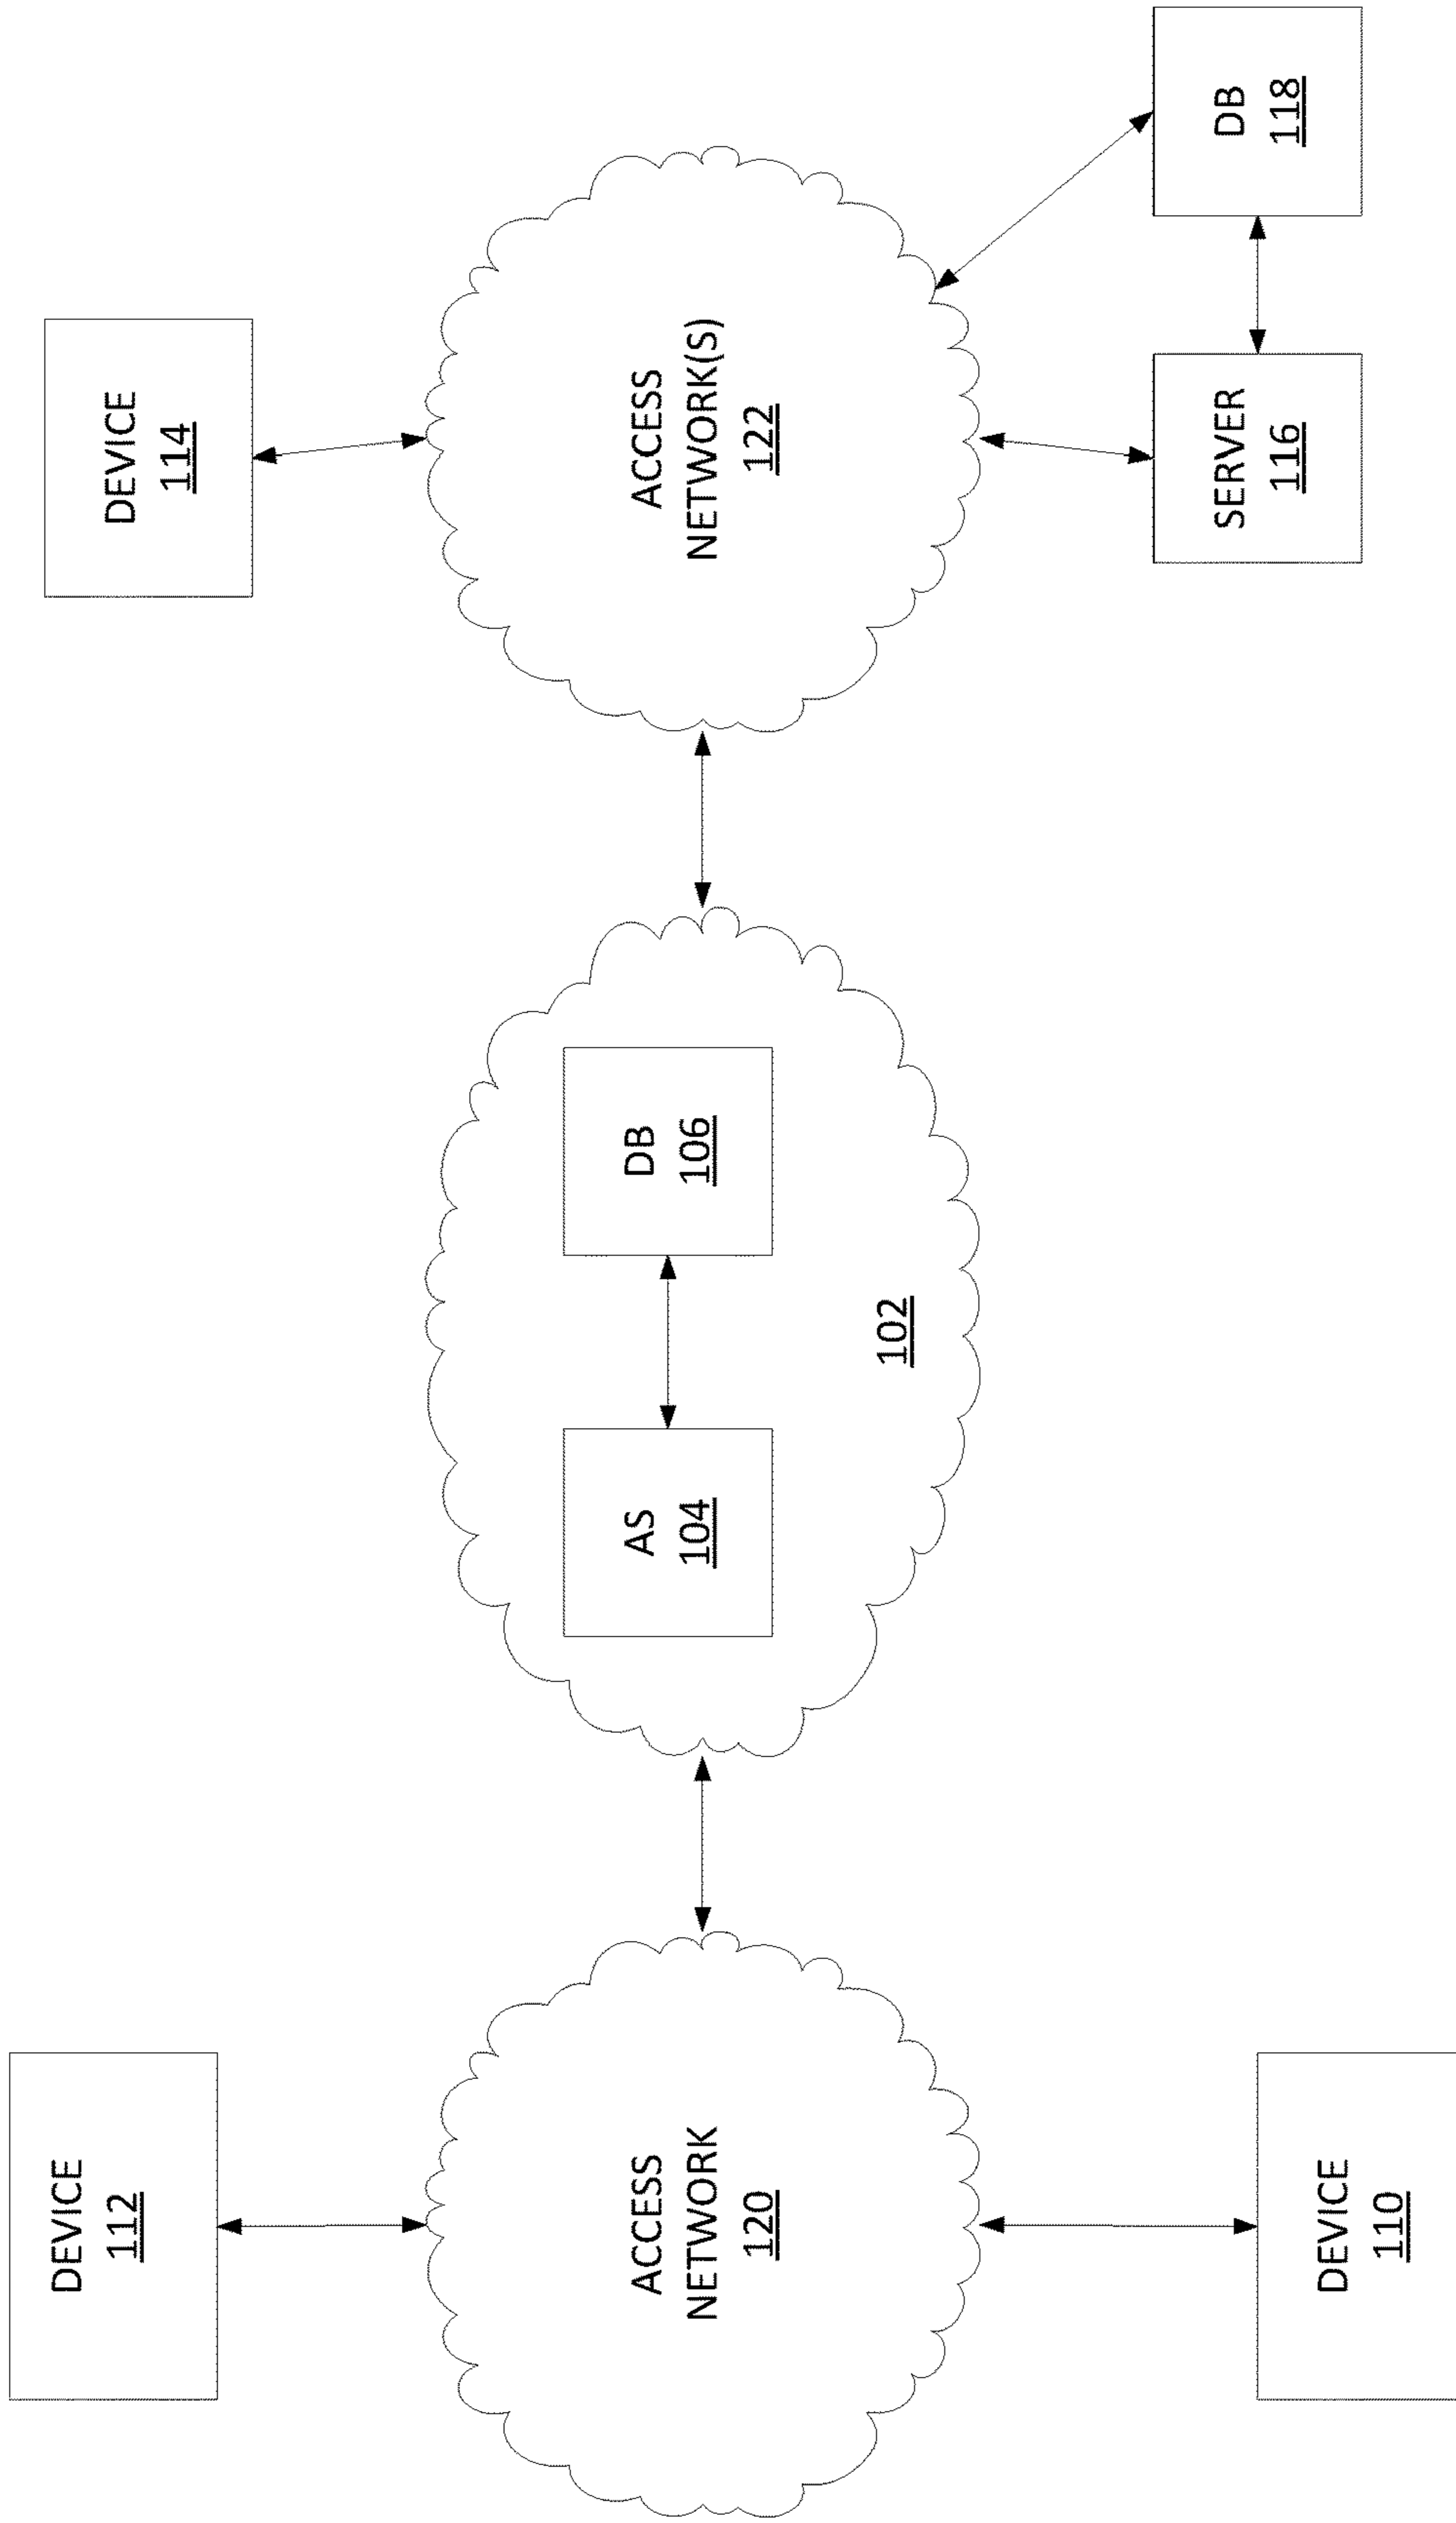 DEVICE
112
DEVICE
114
ACCESS
NETWORK
120
AS
104
DB
106
102
ACCESS
NETWORK(S)
122
DEVICE
110
SERVER
116
DB
118